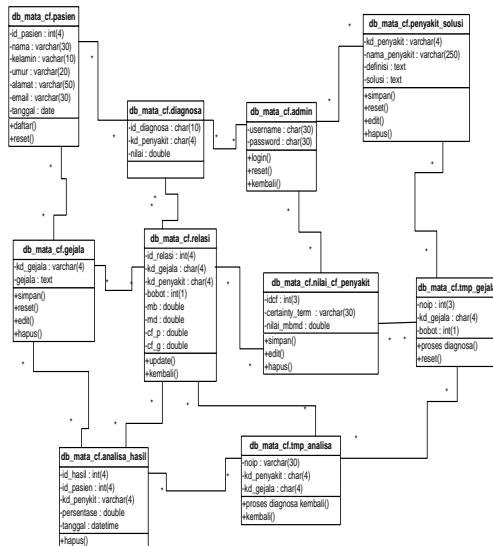 db_mata_cf.pasien
-id_pasien : int(4)
-nama : varchar(30)
-kelamin : vachar(10)
-umur : varchar(20)
-alamat : varchar(50)
-email : varchar(30)
-tanggal : date
+daftar()
+reset()
db_mata_cf.diagnosa
-id_diagnosa : char(10)
-kd_penyakit : char(4)
-nilai : double
db_mata_cf.admin
-username : char(30)
-password : char(30)
+login()
+reset()
+kembali()
db_mata_cf.penyakit_solusi
-kd_penyakit : varchar(4)
-nama_penyakit : varchar(250)
-definisi : text
-solusi : text
+simpan()
+reset()
+edit()
+hapus()
db_mata_cf.gejala
-kd_gejala : varchar(4)
-gejala : text
+simpan()
+reset()
+edit()
+hapus()
db_mata_cf.relasi
-id_relasi : int(4)
-kd_gejala : char(4)
-kd_penyakit : char(4)
-bobot : int(1)
-mb : double
-md : double
-cf_p : double
-cf_g : double
+update()
+kembali()
db_mata_cf.nilai_cf_penyakit
-idcf : int(3)
-certainty_term : varchar(30)
-nilai_mbmd : double
+simpan()
+edit()
+hapus()
db_mata_cf.tmp_gejala
-noip : int(3)
-kd_gejala : char(4)
-bobot : int(1)
+proses diagnosa()
+reset()
db_mata_cf.analisa_hasil
-id_hasil : int(4)
-id_pasien : int(4)
-kd_penykit : varchar(4)
-persentase : double
-tanggal : datetime
+hapus()
db_mata_cf.tmp_analisa
-noip : varchar(30)
-kd_penyakit : char(4)
-kd_gejala : char(4)
+proses diagnosa kembali()
+kembali()